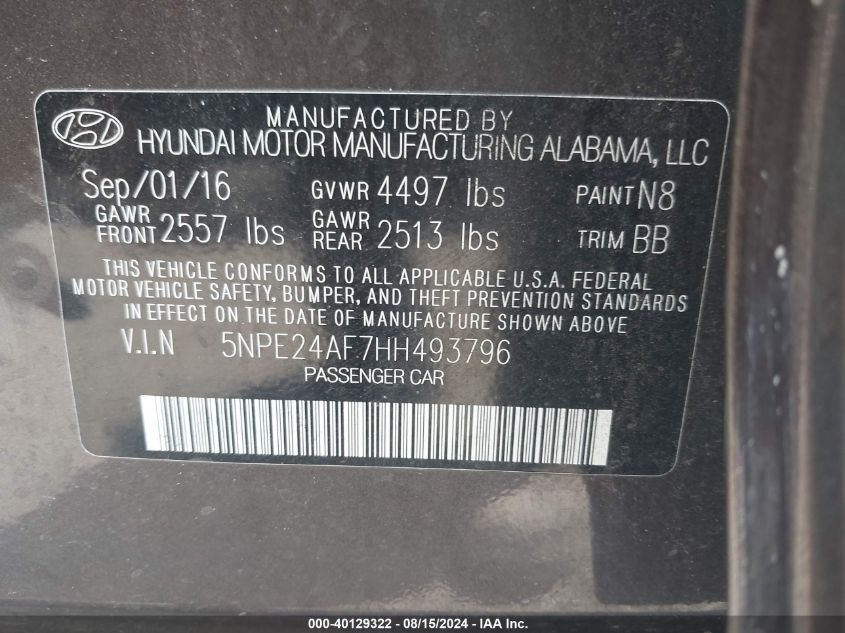 MANUFACTURED BY
HYUNDAI MOTOR MANUFACTURING ALABAMA, LLC
Sep/01/16 GVWR 4497 lbs PAINT N8
GAWR FRONT 2557 lbs GAWR REAR 2513 lbs TRIM BB
THIS VEHICLE CONFORMS TO ALL APPLICABLE U.S.A. FEDERAL
MOTOR VEHICLE SAFETY, BUMPER, AND THEFT PREVENTION STANDARDS
IN EFFECT ON THE DATE OF MANUFACTURE SHOWN ABOVE
V.I.N 5NPE24AF7HH493796
PASSENGER CAR
000-40129322 - 08/15/2024 - IAA Inc.